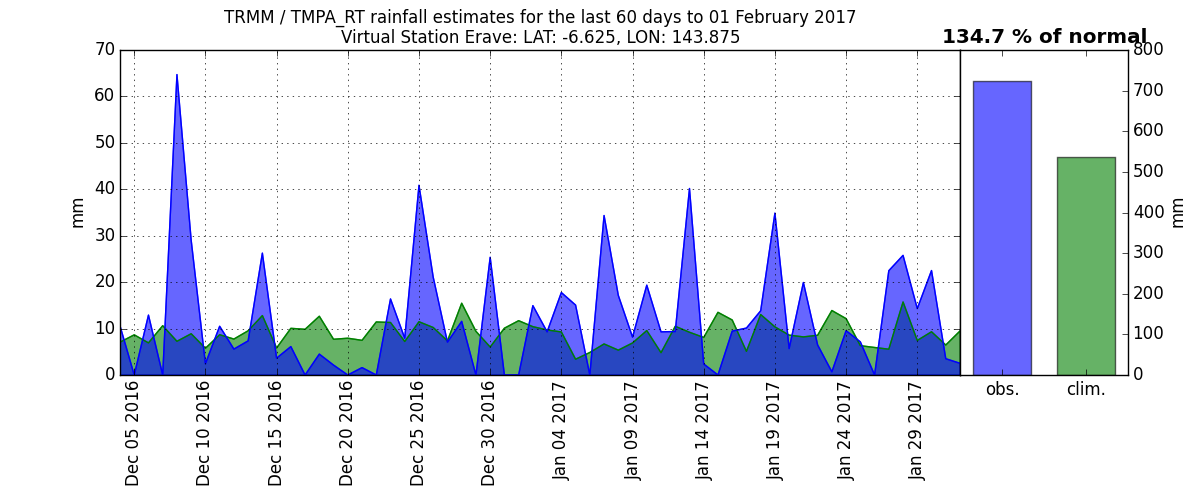 TRMM / TMPA_RT rainfall estimates for the last 60 days to 01 February 2017
Virtual Station Erave: LAT: -6.625, LON: 143.875
134.7 % of normal
70
60
50
40
30
20
10
0
mm
Dec 05 2016
Dec 10 2016
Dec 15 2016
Dec 20 2016
Dec 25 2016
Dec 30 2016
Jan 04 2017
Jan 09 2017
Jan 14 2017
Jan 19 2017
Jan 24 2017
Jan 29 2017
800
700
600
500
400
300
200
100
0
mm
obs.
clim.